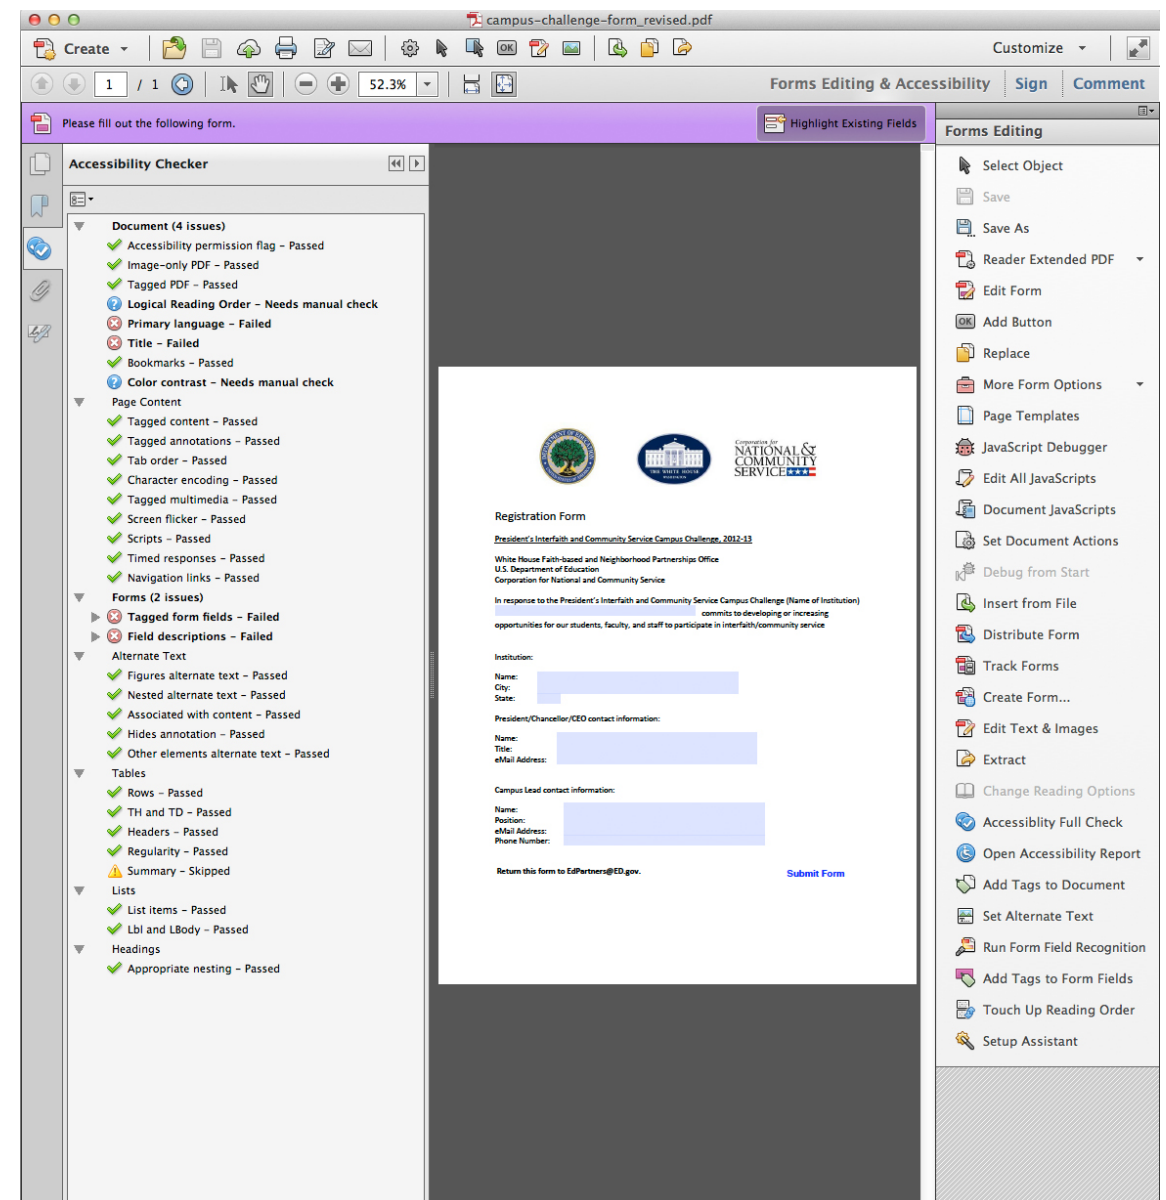 campus-challenge-form_revised.pdf
Create
OK
Customize
1 / 1
52.3%
Forms Editing & Accessibility
Sign
Comment
Please fill out the following form.
Highlight Existing Fields
Accessibility Checker
Document (4 issues)
Accessibility permission flag – Passed
Image-only PDF – Passed
Tagged PDF – Passed
Logical Reading Order – Needs manual check
Primary language – Failed
Title – Failed
Bookmarks – Passed
Color contrast – Needs manual check
Page Content
Tagged content – Passed
Tagged annotations – Passed
Tab order – Passed
Character encoding – Passed
Tagged multimedia – Passed
Screen flicker – Passed
Scripts – Passed
Timed responses – Passed
Navigation links – Passed
Forms (2 issues)
Tagged form fields – Failed
Field descriptions – Failed
Alternate Text
Figures alternate text – Passed
Nested alternate text – Passed
Associated with content – Passed
Hides annotation – Passed
Other elements alternate text – Passed
Tables
Rows – Passed
TH and TD – Passed
Headers – Passed
Regularity – Passed
Summary – Skipped
Lists
List items – Passed
Lbl and LBody – Passed
Headings
Appropriate nesting – Passed
THE WHITE HOUSE
WASHINGTON
Corporation for
NATIONAL &
COMMUNITY
SERVICE
Registration Form
President's Interfaith and Community Service Campus Challenge, 2012-13
White House Faith-based and Neighborhood Partnerships Office
U.S. Department of Education
Corporation for National and Community Service
In response to the President's Interfaith and Community Service Campus Challenge (Name of Institution)
commits to developing or increasing
opportunities for our students, faculty, and staff to participate in interfaith/community service
Institution:
Name:
City:
State:
President/Chancellor/CEO contact information:
Name:
Title:
eMail Address:
Campus Lead contact information:
Name:
Position:
eMail Address:
Phone Number:
Return this form to EdPartners@ED.gov.
Submit Form
Forms Editing
Select Object
Save
Save As
Reader Extended PDF
Edit Form
OK Add Button
Replace
More Form Options
Page Templates
JavaScript Debugger
Edit All JavaScripts
Document JavaScripts
Set Document Actions
Debug from Start
Insert from File
Distribute Form
Track Forms
Create Form...
Edit Text & Images
Extract
Change Reading Options
Accessiblity Full Check
Open Accessibility Report
Add Tags to Document
Set Alternate Text
Run Form Field Recognition
Add Tags to Form Fields
Touch Up Reading Order
Setup Assistant